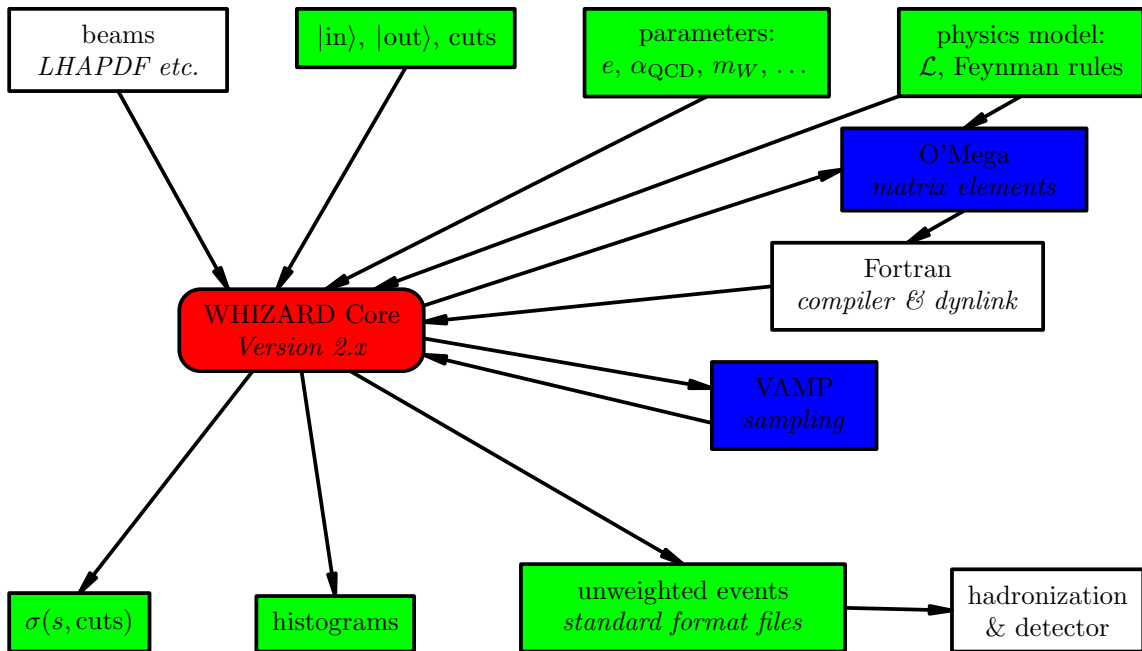 beams
LHAPDF etc.
|in⟩, |out⟩, cuts
parameters:
e, α_QCD, m_W, …
physics model:
ℒ, Feynman rules
O’Mega
matrix elements
Fortran
compiler & dynlink
WHIZARD Core
Version 2.x
VAMP
sampling
σ(s, cuts)
histograms
unweighted events
standard format files
hadronization
& detector